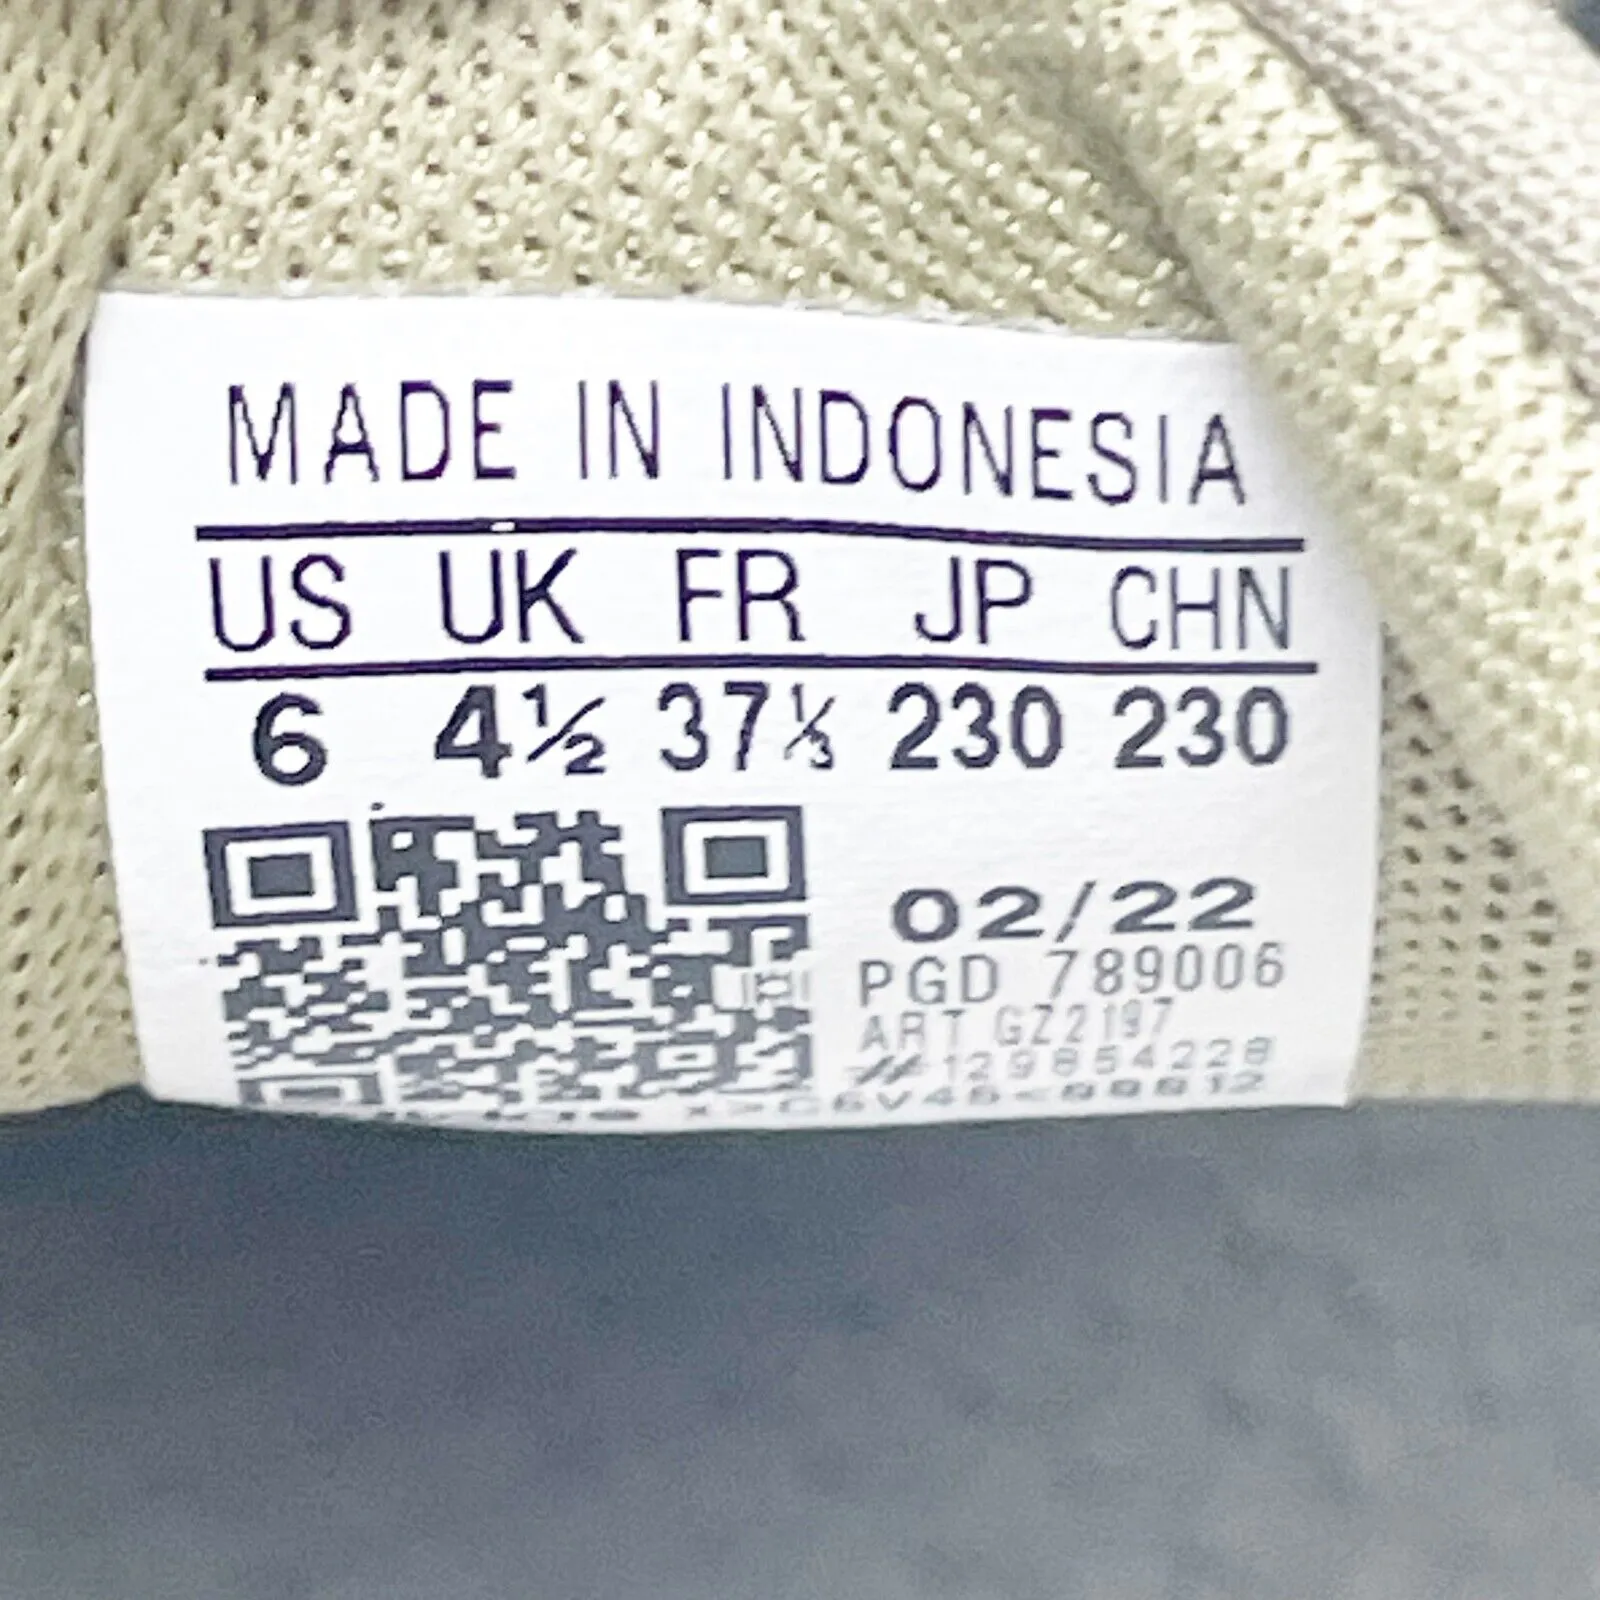 MADE IN INDONESIA
US UK FR JP CHN
6 4½ 37⅓ 230 230
02/22
PGD 789006
ART GZ2197
129854228